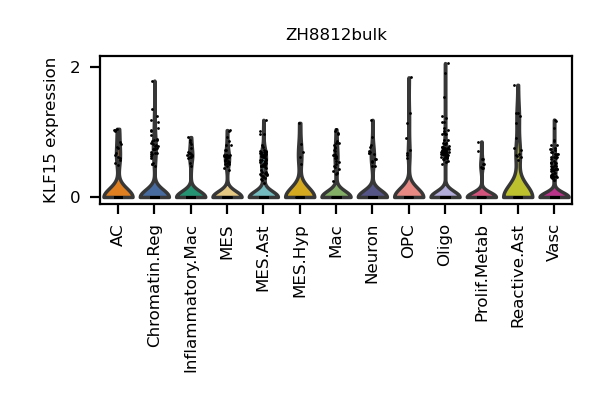 ZH8812bulk
KLF15 expression
2
0
AC
Chromatin.Reg
Inflammatory.Mac
MES
MES.Ast
MES.Hyp
Mac
Neuron
OPC
Oligo
Prolif.Metab
Reactive.Ast
Vasc